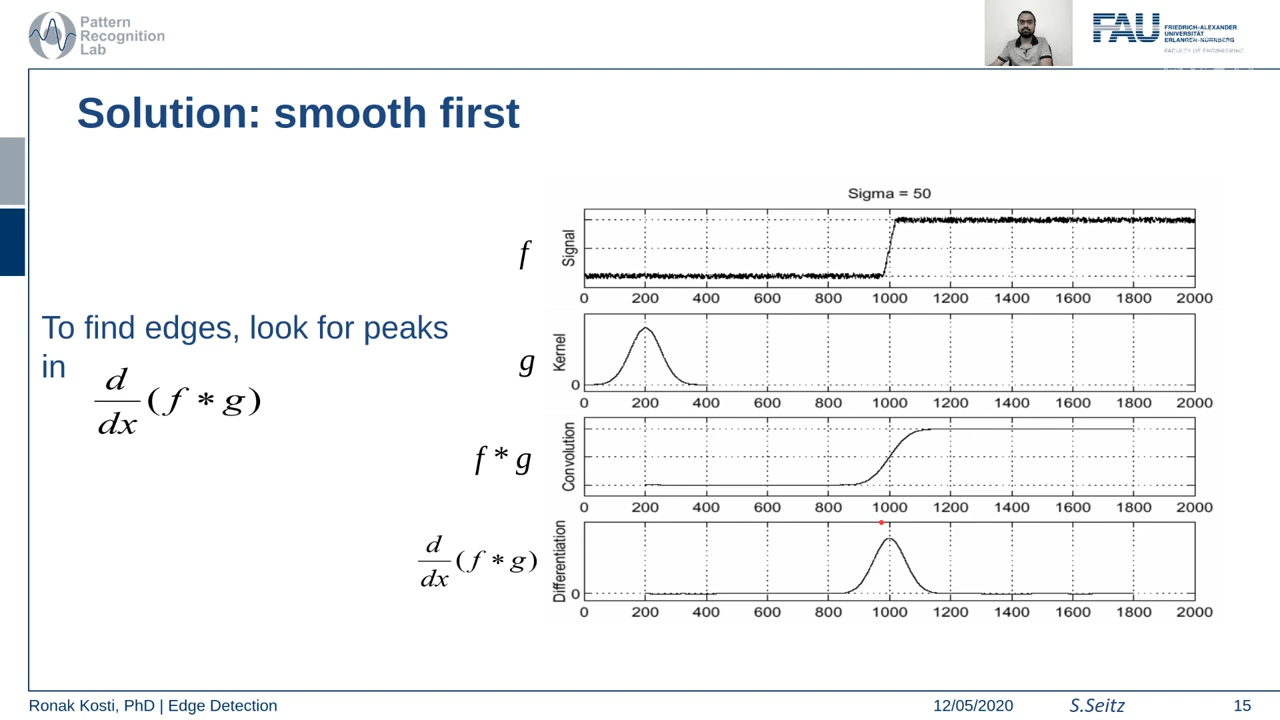 Pattern
Recognition
Lab
FAU
FRIEDRICH-ALEXANDER
UNIVERSITÄT
ERLANGEN-NÜRNBERG
FACULTY OF ENGINEERING
Solution: smooth first
To find edges, look for peaks
in
d
dx
( f * g )
Sigma = 50
f
Signal
0 200 400 600 800 1000 1200 1400 1600 1800 2000
g
Kernel
0
0 200 400 600 800 1000 1200 1400 1600 1800 2000
f * g
Convolution
0 200 400 600 800 1000 1200 1400 1600 1800 2000
d
dx
( f * g )
Differentiation
0
0 200 400 600 800 1000 1200 1400 1600 1800 2000
Ronak Kosti, PhD | Edge Detection
12/05/2020
S.Seitz
15